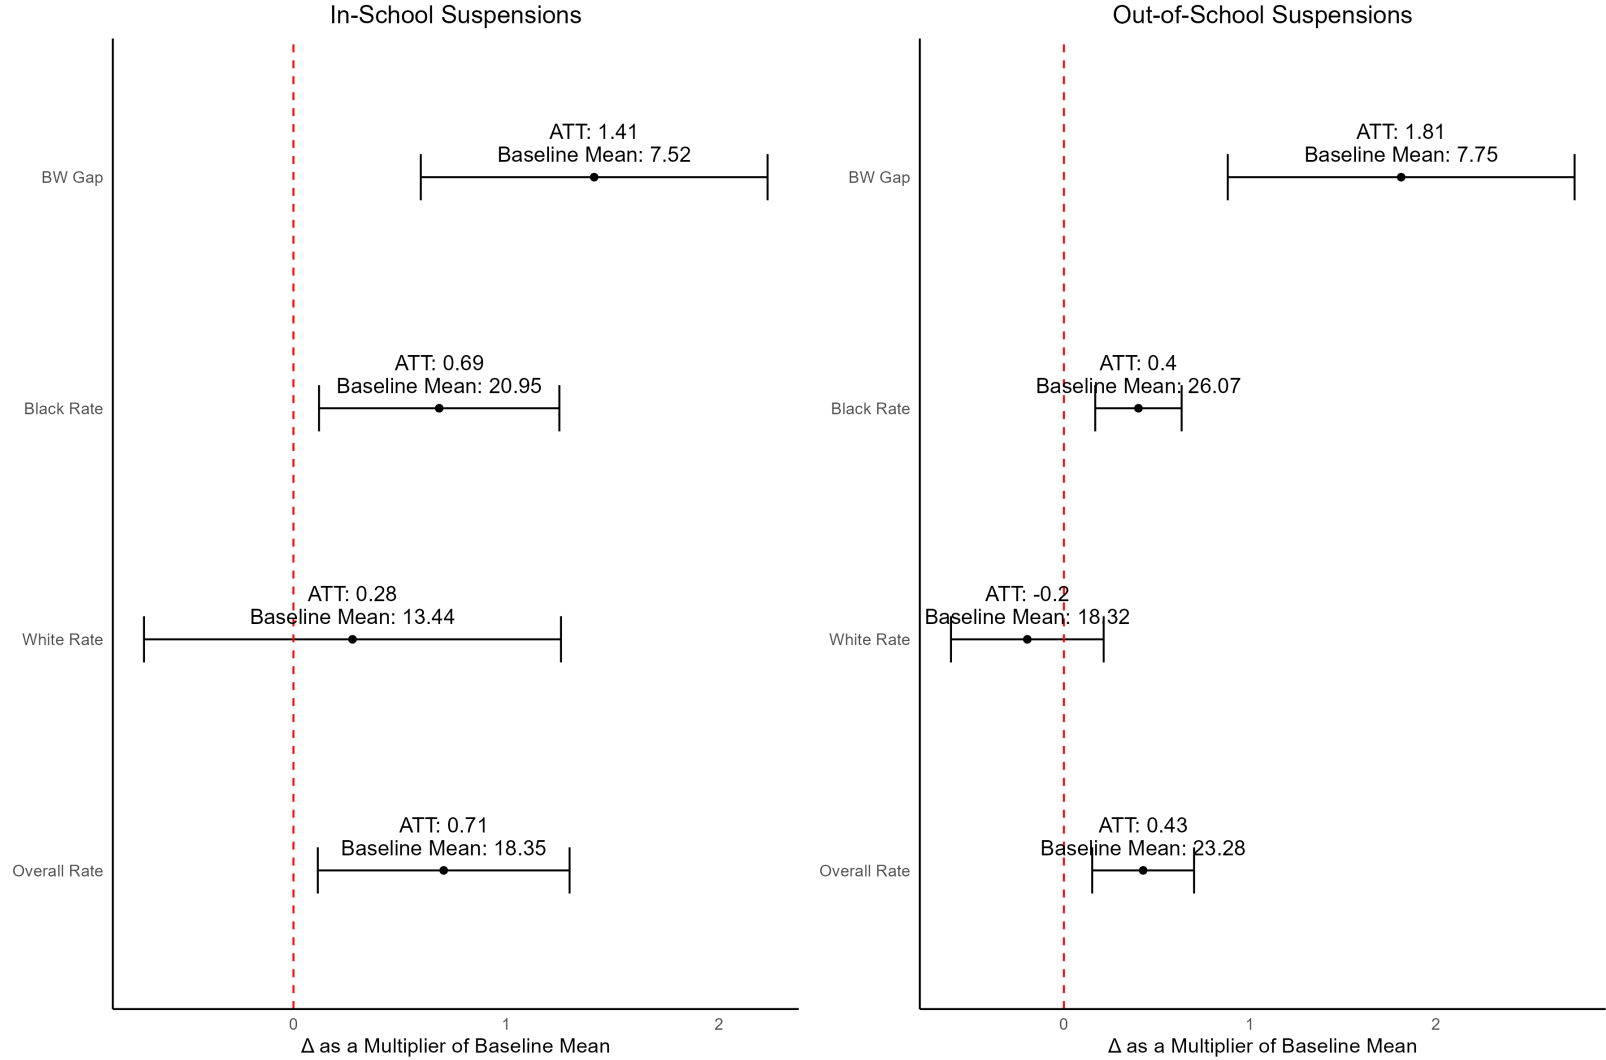 In-School Suspensions
BW Gap
Black Rate
White Rate
Overall Rate
ATT: 1.41
Baseline Mean: 7.52
ATT: 0.69
Baseline Mean: 20.95
ATT: 0.28
Baseline Mean: 13.44
ATT: 0.71
Baseline Mean: 18.35
0 1 2
Δ as a Multiplier of Baseline Mean
Out-of-School Suspensions
BW Gap
Black Rate
White Rate
Overall Rate
ATT: 1.81
Baseline Mean: 7.75
ATT: 0.4
Baseline Mean: 26.07
ATT: -0.2
Baseline Mean: 18.32
ATT: 0.43
Baseline Mean: 23.28
0 1 2
Δ as a Multiplier of Baseline Mean